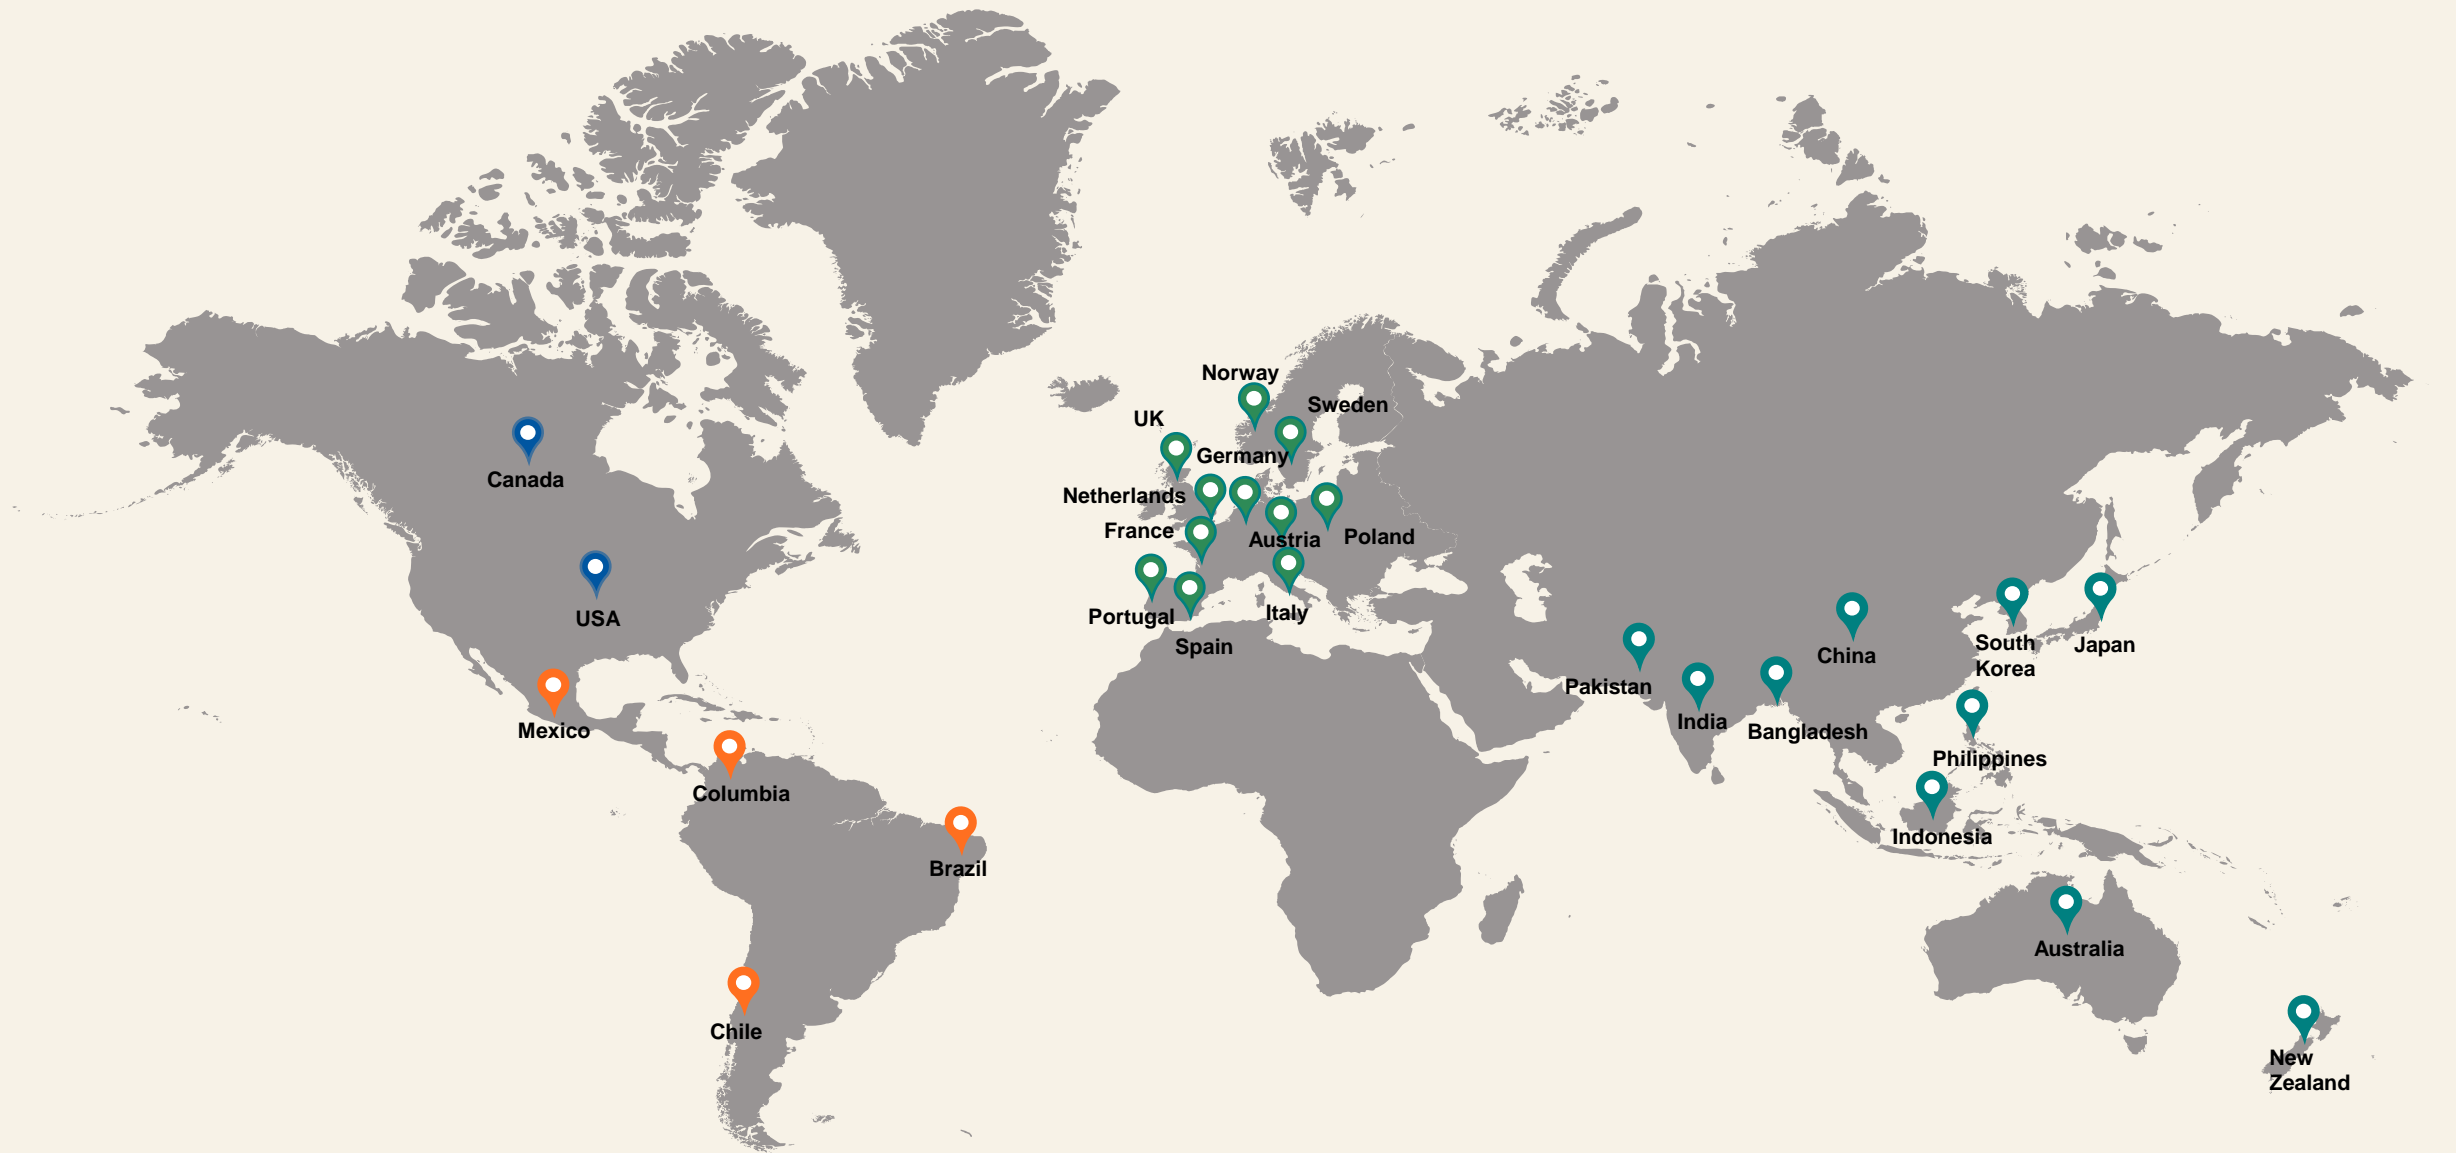 Norway
Sweden
UK
Germany
Canada
Netherlands
France
Austria
Poland
USA
Portugal
Italy
Spain
South
Korea
Japan
China
Pakistan
India
Bangladesh
Mexico
Philippines
Columbia
Indonesia
Brazil
Australia
Chile
New
Zealand